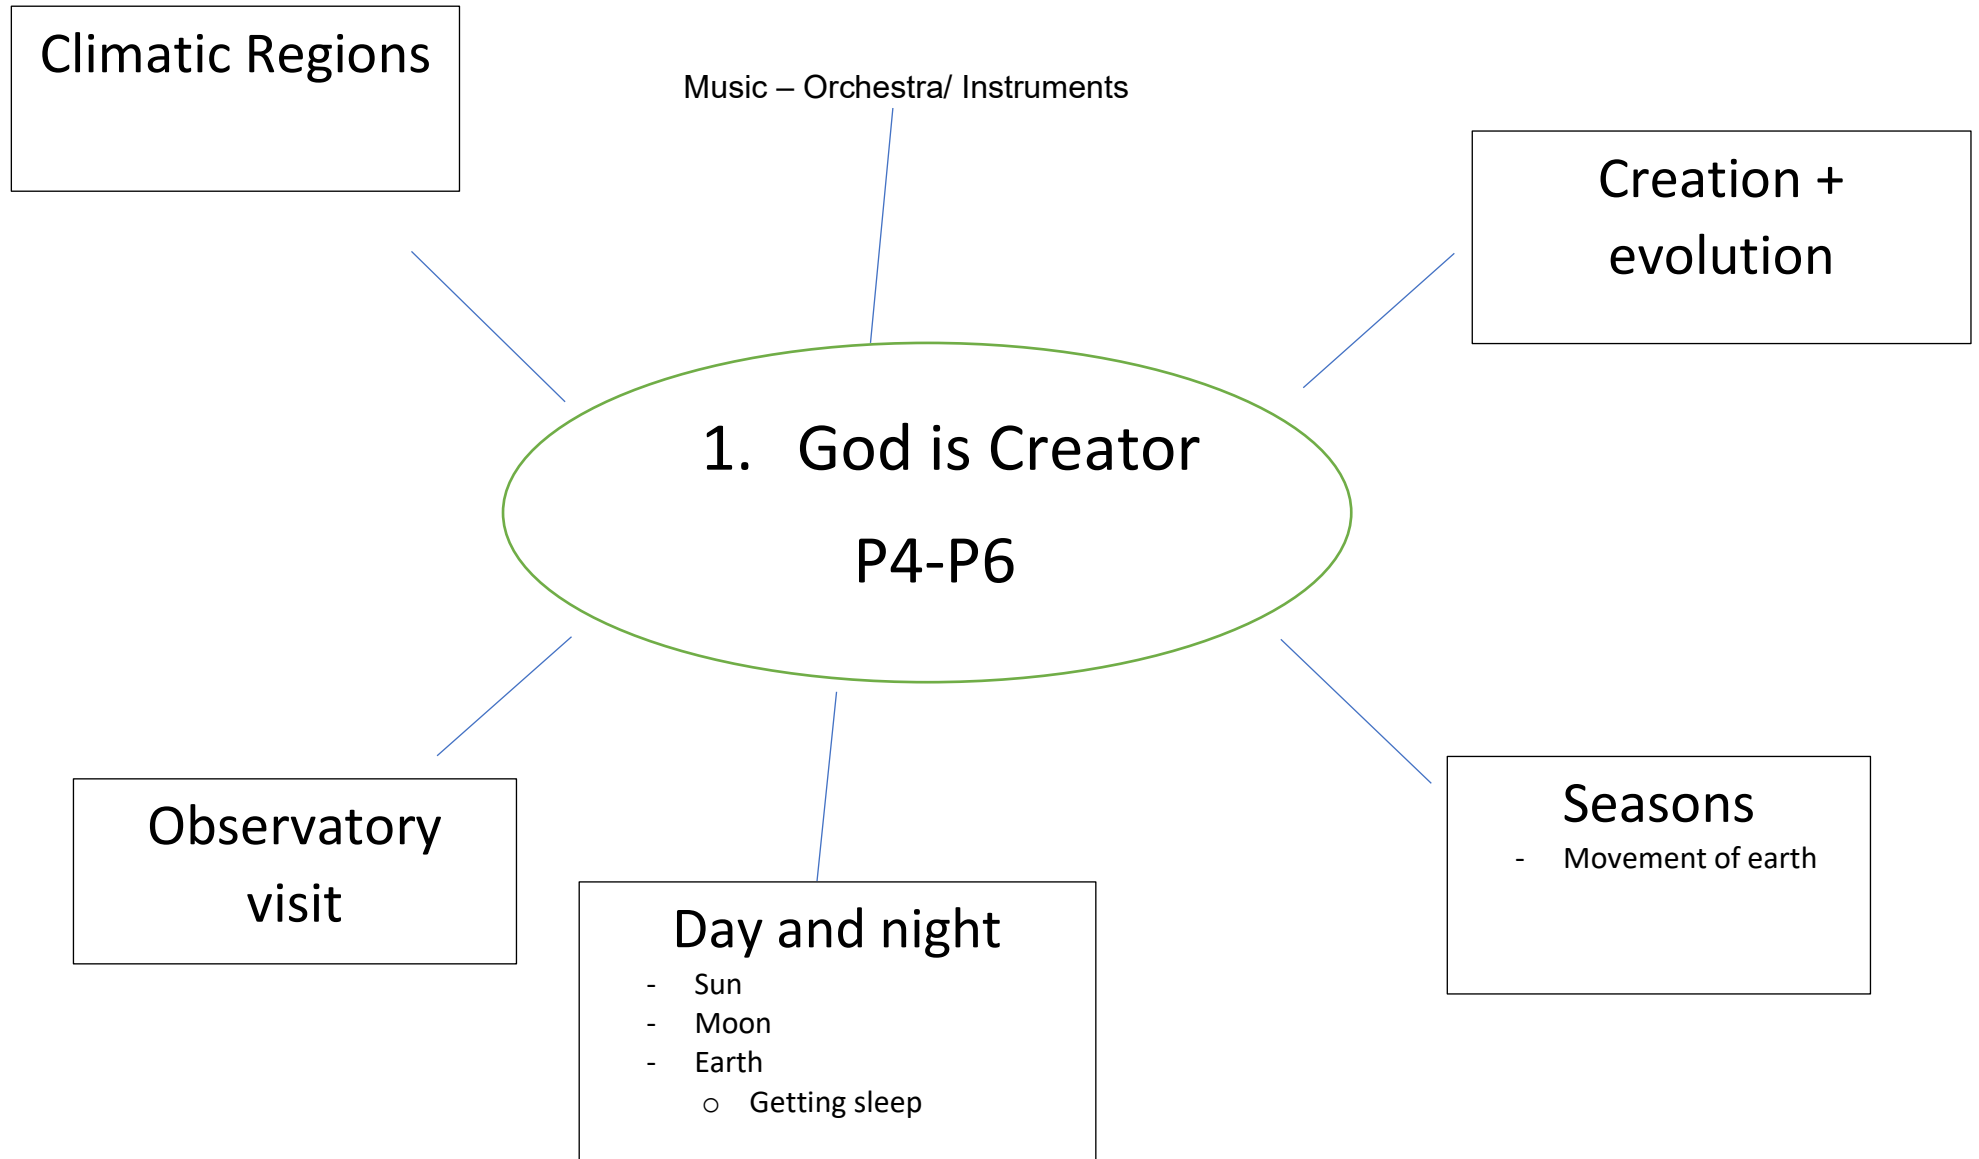 Climatic Regions
Music – Orchestra/ Instruments
Creation +
evolution
1. God is Creator
P4-P6
Observatory
visit
Day and night
- Sun
- Moon
- Earth
o Getting sleep
Seasons
- Movement of earth